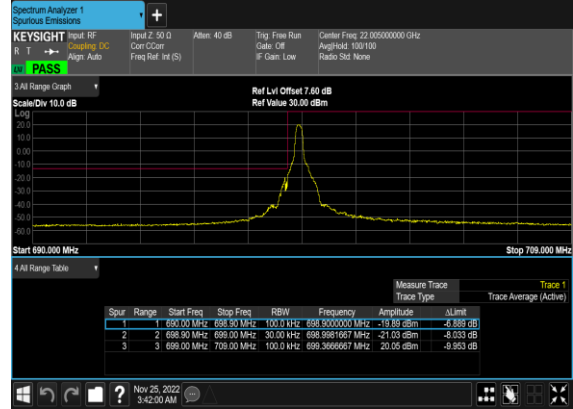 Spectrum Analyzer 1
Spurious Emissions
KEYSIGHT Input: RF Input Z: 50 Ω Atten: 40 dB Trig: Free Run Center Freq: 22.005000000 GHz
R T Coupling: DC Corr CCorr Gate: Off Avg|Hold: 100/100
Align: Auto Freq Ref: Int (S) IF Gain: Low Radio Std: None
PASS
3 All Range Graph
Ref Lvl Offset 7.60 dB
Scale/Div 10.0 dB Ref Value 30.00 dBm
Log
20.0
10.0
0.00
-10.0
-20.0
-30.0
-40.0
-50.0
-60.0
Start 690.000 MHz Stop 709.000 MHz
4 All Range Table
Measure Trace Trace 1
Trace Type Trace Average (Active)
Spur Range Start Freq Stop Freq RBW Frequency Amplitude ΔLimit
1 1 690.00 MHz 698.90 MHz 100.0 kHz 698.9000000 MHz -19.89 dBm -6.889 dB
2 2 698.90 MHz 699.00 MHz 30.00 kHz 698.9981667 MHz -21.03 dBm -8.033 dB
3 3 699.00 MHz 709.00 MHz 100.0 kHz 699.3666667 MHz 20.05 dBm -9.953 dB
? Nov 25, 2022
3:42:00 AM